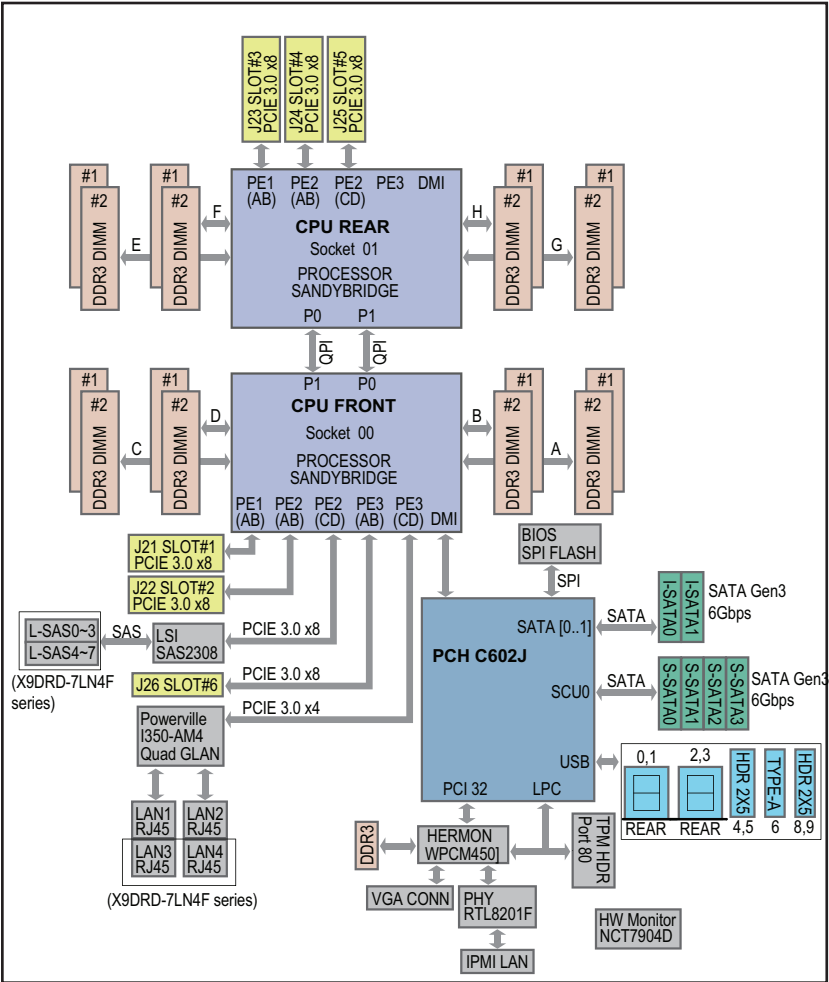 J23 SLOT#3
PCIE 3.0 x8
J24 SLOT#4
PCIE 3.0 x8
J25 SLOT#5
PCIE 3.0 x8
PE1
(AB)
PE2
(AB)
PE2
(CD)
PE3
DMI
CPU REAR
Socket 01
PROCESSOR
SANDYBRIDGE
P0
P1
#1
#2
DDR3 DIMM
E
#1
#2
DDR3 DIMM
F
H
#1
#2
DDR3 DIMM
G
#1
#2
DDR3 DIMM
QPI
QPI
P1
P0
CPU FRONT
Socket 00
PROCESSOR
SANDYBRIDGE
#1
#2
DDR3 DIMM
C
#1
#2
DDR3 DIMM
D
B
#1
#2
DDR3 DIMM
A
#1
#2
DDR3 DIMM
PE1
(AB)
PE2
(AB)
PE2
(CD)
PE3
(AB)
PE3
(CD)
DMI
J21 SLOT#1
PCIE 3.0 x8
J22 SLOT#2
PCIE 3.0 x8
L-SAS0~3
L-SAS4~7
(X9DRD-7LN4F
series)
SAS
LSI
SAS2308
PCIE 3.0 x8
J26 SLOT#6
PCIE 3.0 x8
PCIE 3.0 x4
Powerville
I350-AM4
Quad GLAN
LAN1
RJ45
LAN2
RJ45
LAN3
RJ45
LAN4
RJ45
(X9DRD-7LN4F series)
BIOS
SPI FLASH
SPI
PCH C602J
SATA [0..1]
SCU0
USB
PCI 32
LPC
SATA
I-SATA0
I-SATA1
SATA Gen3
6Gbps
SATA
S-SATA0
S-SATA1
S-SATA2
S-SATA3
SATA Gen3
6Gbps
0,1
REAR
2,3
REAR
HDR 2X5
4,5
TYPE-A
6
HDR 2X5
8,9
DDR3
HERMON
WPCM450]
TPM HDR
Port 80
VGA CONN
PHY
RTL8201F
IPMI LAN
HW Monitor
NCT7904D